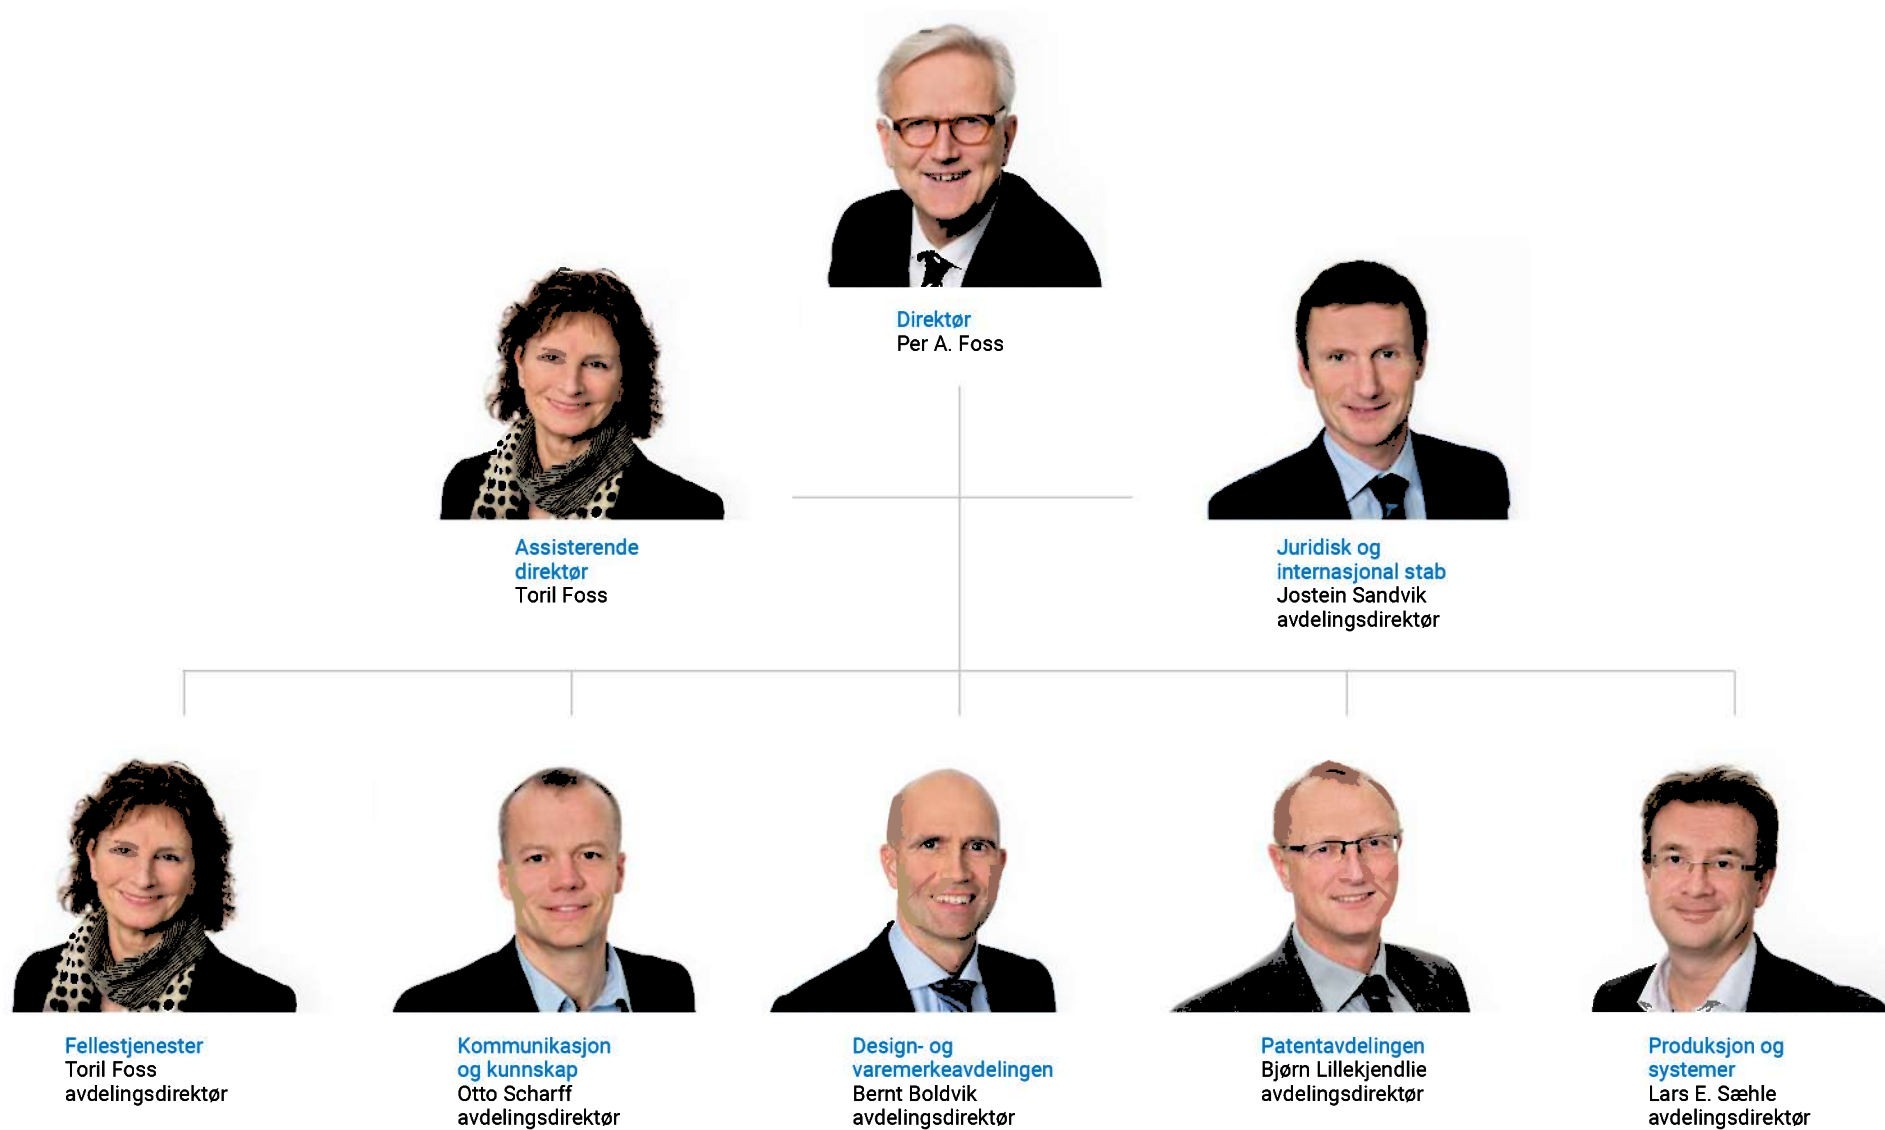 Direktør
Per A. Foss
Assisterende
direktør
Toril Foss
Juridisk og
internasjonal stab
Jostein Sandvik
avdelingsdirektør
Fellestjenester
Toril Foss
avdelingsdirektør
Kommunikasjon
og kunnskap
Otto Scharff
avdelingsdirektør
Design- og
varemerkeavdelingen
Bernt Boldvik
avdelingsdirektør
Patentavdelingen
Bjørn Lillekjendlie
avdelingsdirektør
Produksjon og
systemer
Lars E. Sæhle
avdelingsdirektør